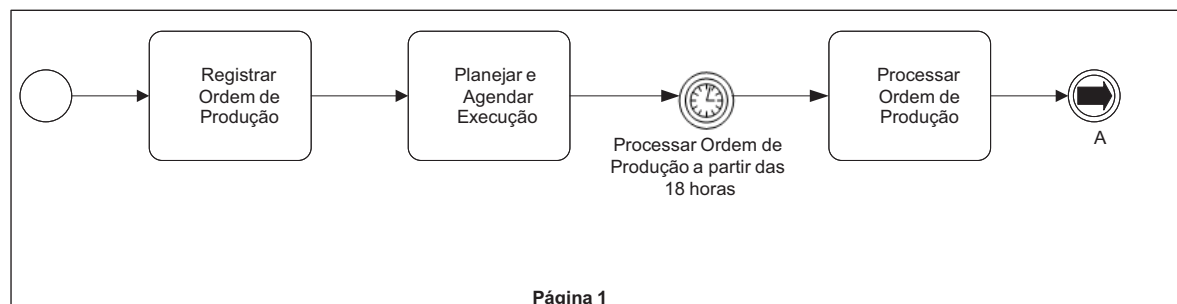 Registrar
Ordem de
Produção
Planejar e
Agendar
Execução
Processar Ordem de
Produção a partir das
18 horas
Processar
Ordem de
Produção
A
Página 1